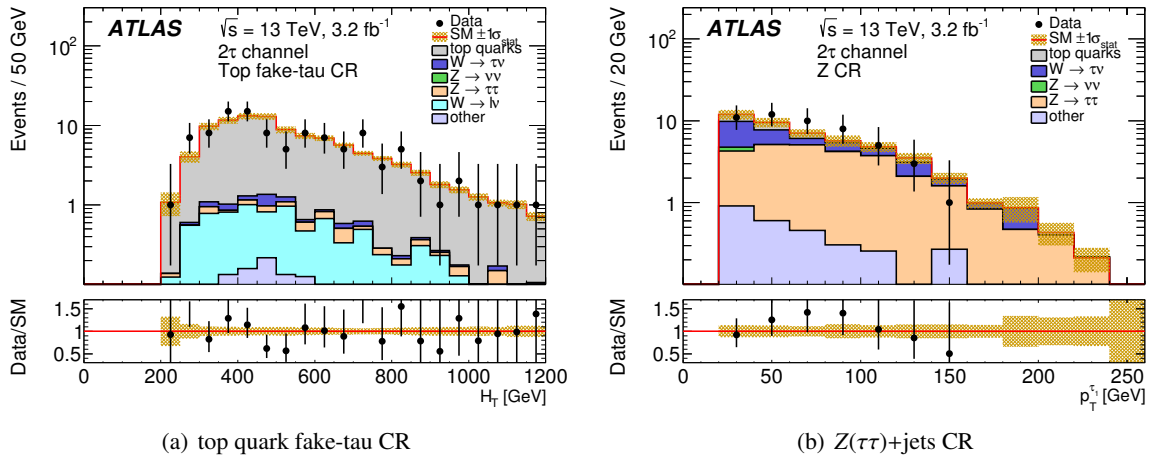 ATLAS
√s = 13 TeV, 3.2 fb⁻¹
2τ channel
Top fake-tau CR
Data
SM ±1σstat
top quarks
W → τν
Z → νν
Z → ττ
W → lν
other
Events / 50 GeV
10²
10
1
Data/SM
1.5
1
0.5
0 200 400 600 800 1000 1200
H_T [GeV]
(a) top quark fake-tau CR
ATLAS
√s = 13 TeV, 3.2 fb⁻¹
2τ channel
Z CR
Data
SM ±1σstat
top quarks
W → τν
Z → νν
Z → ττ
other
Events / 20 GeV
10²
10
1
Data/SM
1.5
1
0.5
0 50 100 150 200 250
p_T^τ₁ [GeV]
(b) Z(ττ)+jets CR